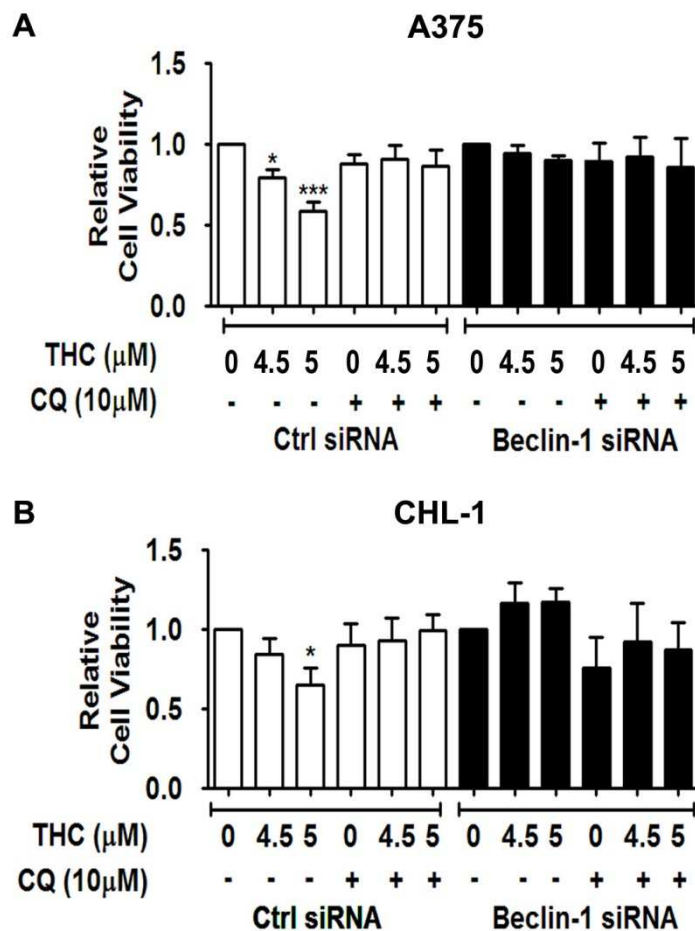 A
A375
Relative
Cell Viability
1.5
1.0
0.5
0.0
* ***
THC (μM) 0 4.5 5 0 4.5 5 0 4.5 5 0 4.5 5
CQ (10μM) - - - + + + - - - + + +
Ctrl siRNA Beclin-1 siRNA
B
CHL-1
Relative
Cell Viability
1.5
1.0
0.5
0.0
*
THC (μM) 0 4.5 5 0 4.5 5 0 4.5 5 0 4.5 5
CQ (10μM) - - - + + + - - - + + +
Ctrl siRNA Beclin-1 siRNA